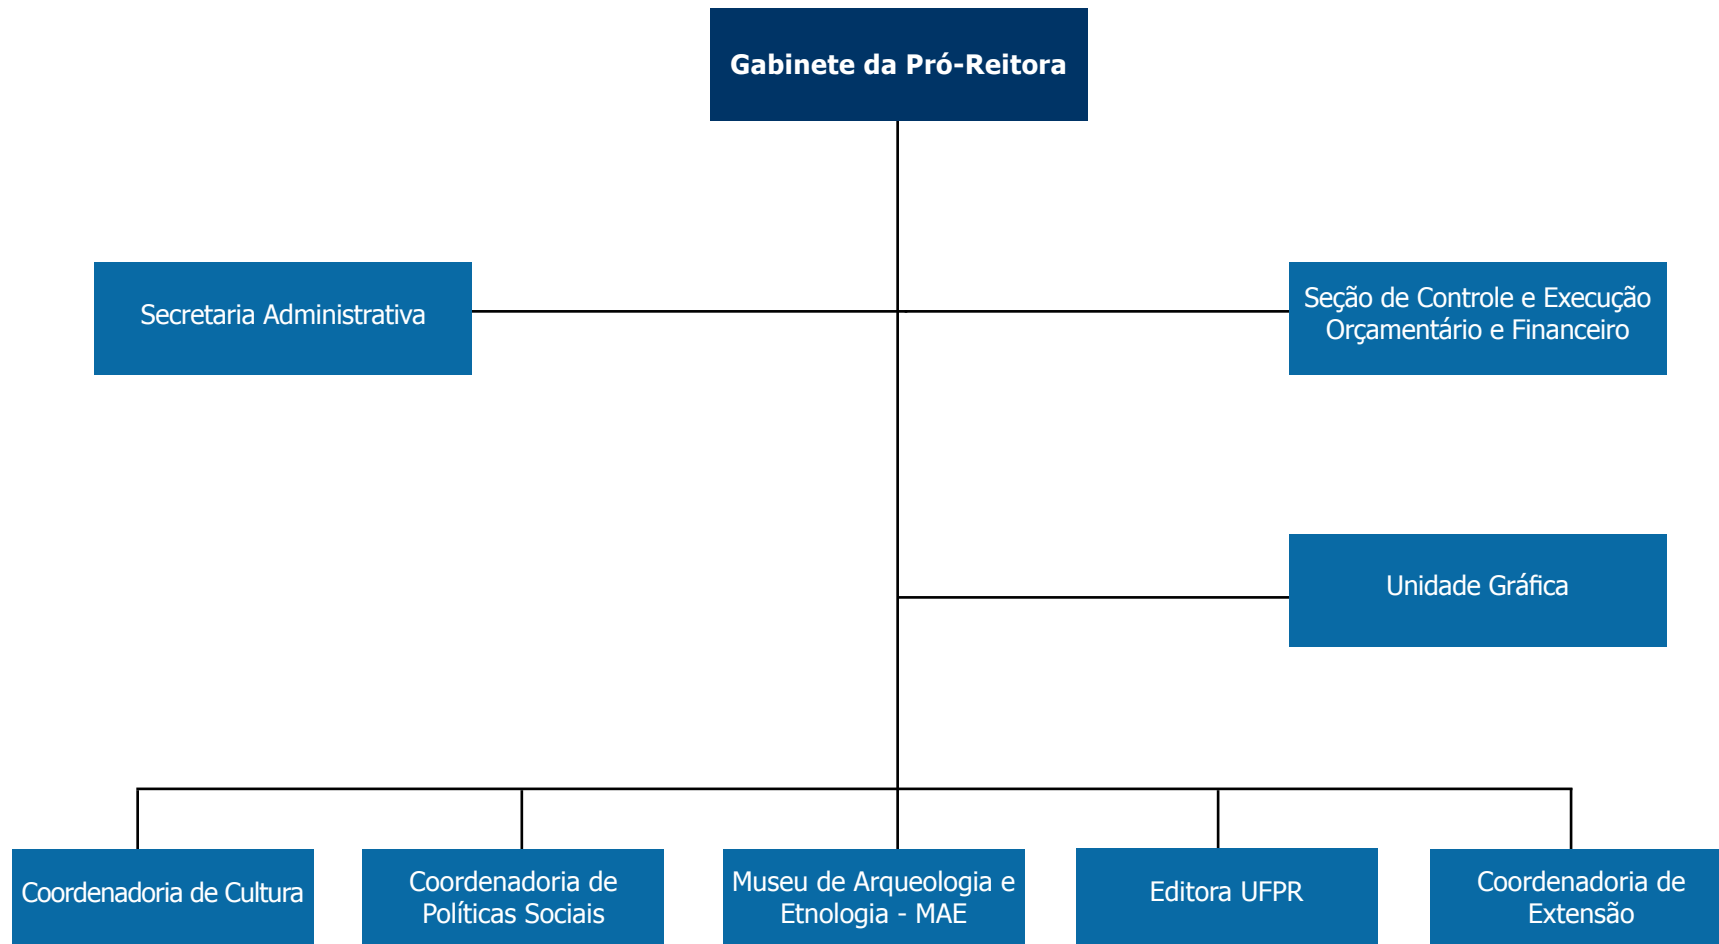 Gabinete da Pró-Reitora
Secretaria Administrativa
Seção de Controle e Execução
Orçamentário e Financeiro
Unidade Gráfica
Coordenadoria de Cultura
Coordenadoria de
Políticas Sociais
Museu de Arqueologia e
Etnologia - MAE
Editora UFPR
Coordenadoria de
Extensão